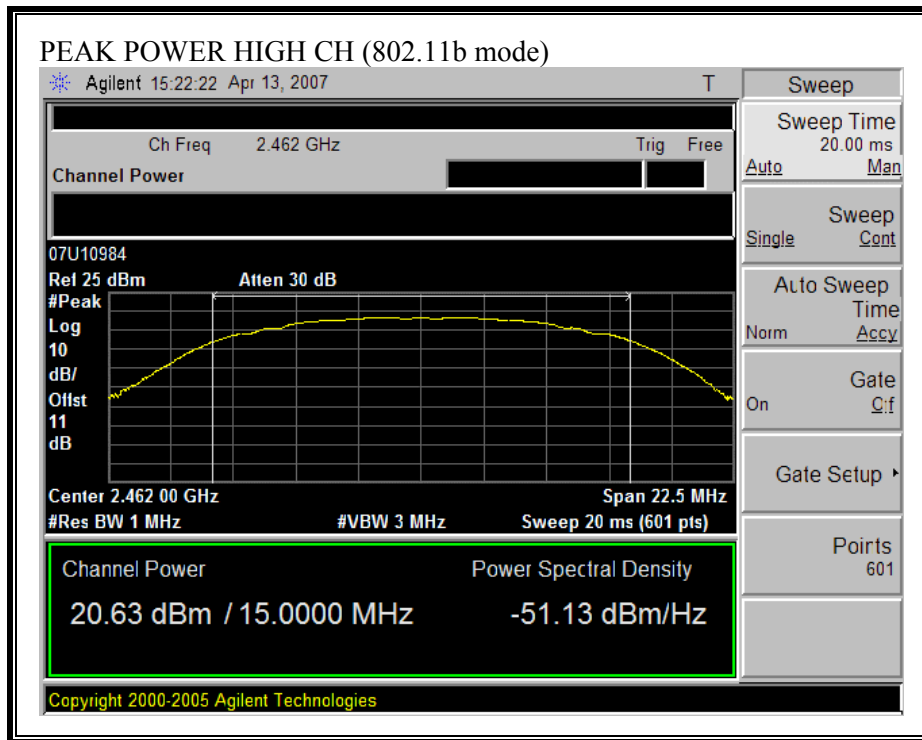 PEAK POWER HIGH CH (802.11b mode)
Agilent 15:22:22 Apr 13, 2007 T
Ch Freq 2.462 GHz Trig Free
Channel Power
07U10984
Ref 25 dBm Atten 30 dB
#Peak
Log
10
dB/
Offst
11
dB
Center 2.462 00 GHz Span 22.5 MHz
#Res BW 1 MHz #VBW 3 MHz Sweep 20 ms (601 pts)
Channel Power Power Spectral Density
20.63 dBm / 15.0000 MHz -51.13 dBm/Hz
Copyright 2000-2005 Agilent Technologies
Sweep
Sweep Time
20.00 ms
Auto Man
Sweep
Single Cont
Auto Sweep
Time
Norm Accy
Gate
On Off
Gate Setup
Points
601